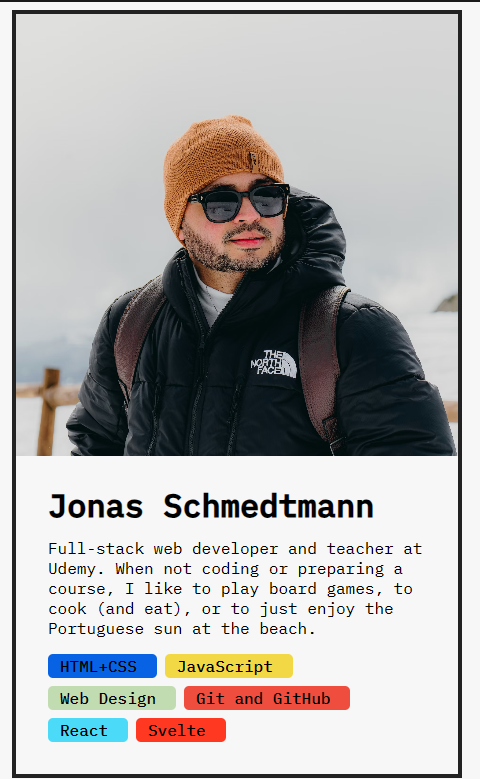 THE
NORTH
FACE
Jonas Schmedtmann
Full-stack web developer and teacher at
Udemy. When not coding or preparing a
course, I like to play board games, to
cook (and eat), or to just enjoy the
Portuguese sun at the beach.
HTML+CSS JavaScript
Web Design Git and GitHub
React Svelte